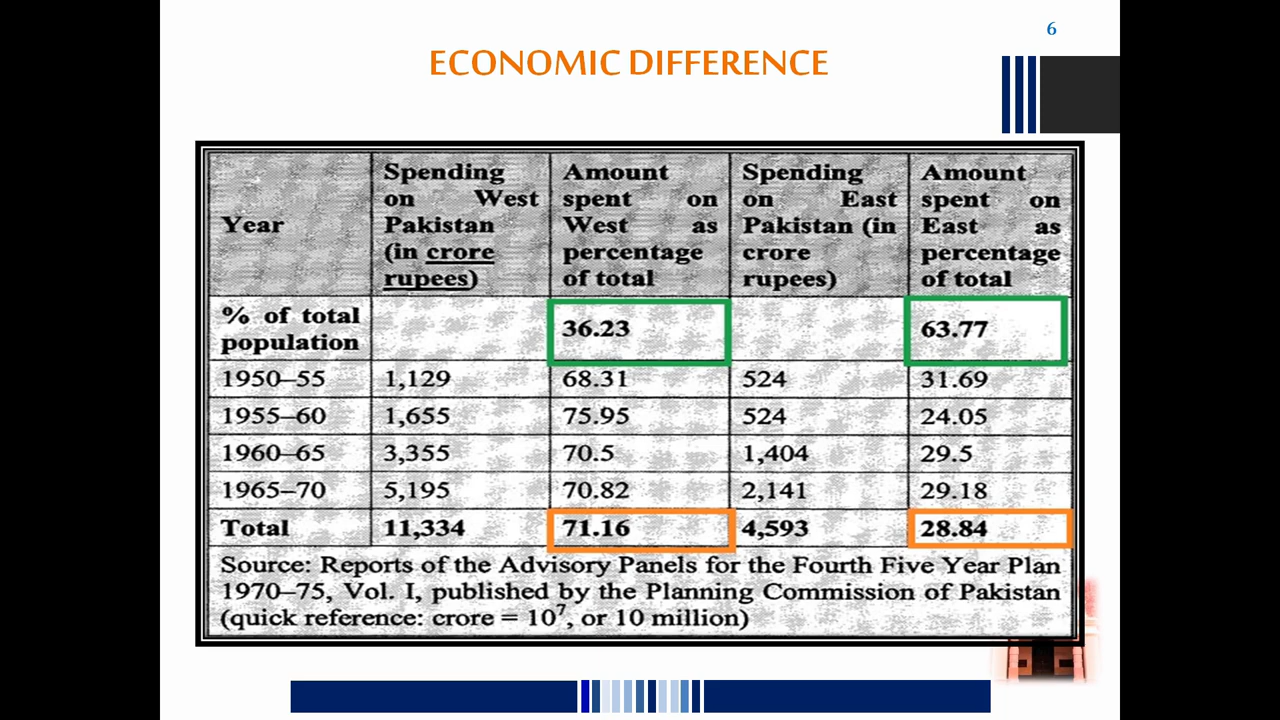 6
ECONOMIC DIFFERENCE
Year
Spending
on West
Pakistan
(in crore
rupees)
Amount
spent on
West as
percentage
of total
Spending
on East
Pakistan (in
crore
rupees)
Amount
spent on
East as
percentage
of total
% of total
population
36.23
63.77
1950–55 1,129 68.31 524 31.69
1955–60 1,655 75.95 524 24.05
1960–65 3,355 70.5 1,404 29.5
1965–70 5,195 70.82 2,141 29.18
Total 11,334 71.16 4,593 28.84
Source: Reports of the Advisory Panels for the Fourth Five Year Plan
1970–75, Vol. I, published by the Planning Commission of Pakistan
(quick reference: crore = 10⁷, or 10 million)